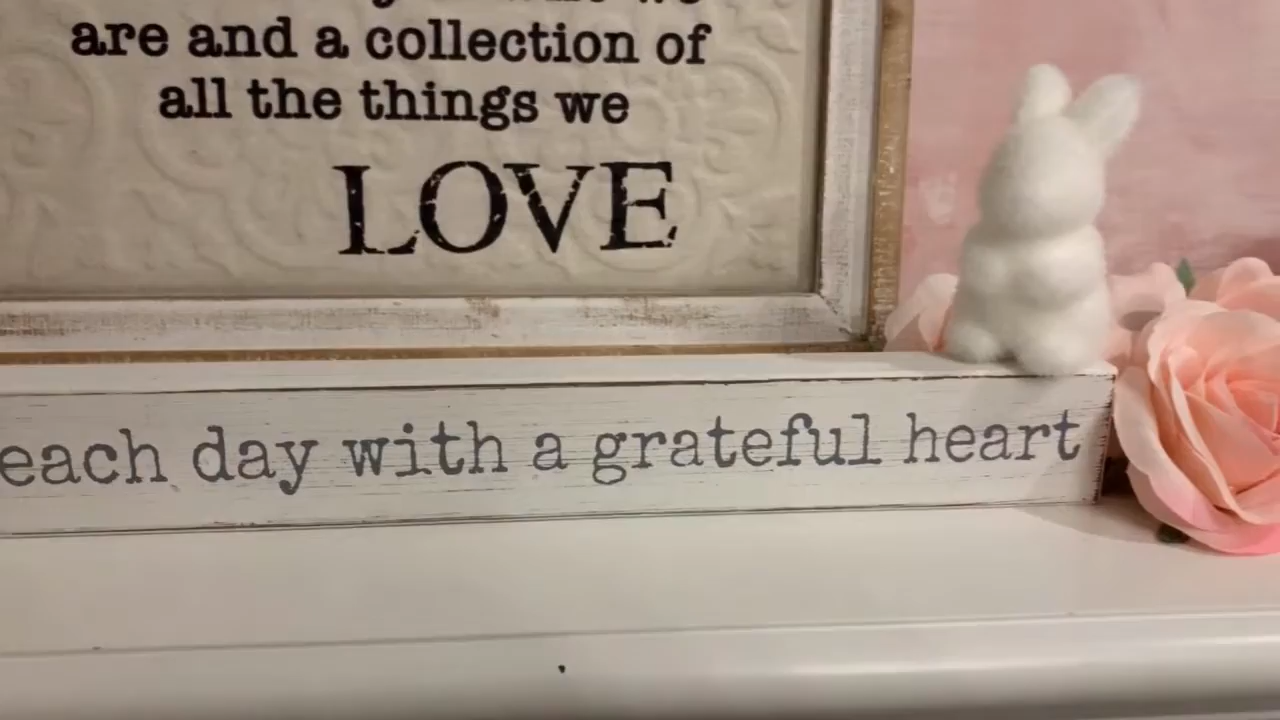 are and a collection of
all the things we
LOVE
each day with a grateful heart